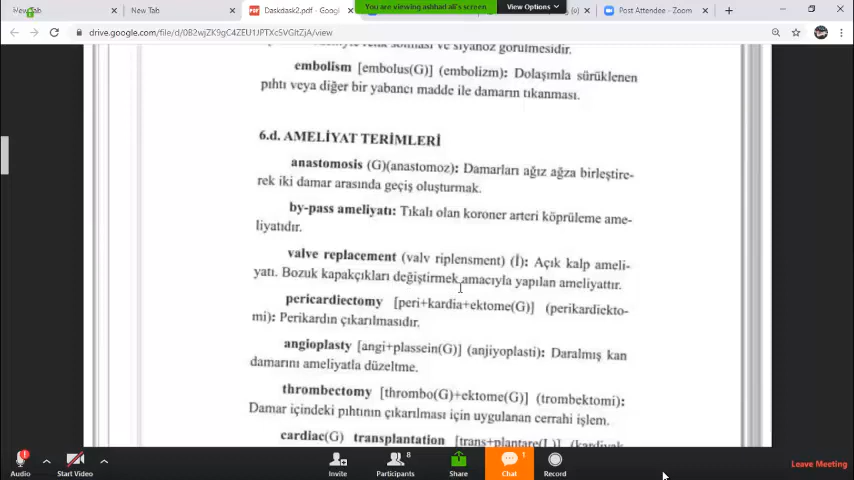 New Tab
New Tab
Daskdask2.pdf - Googl
You are viewing ashhad ali's screen
View Options
Post Attendee - Zoom
drive.google.com/file/d/0B2wjZK9gC4ZEU1JPTXc5UGltZjA/view
siyanoz görülmesidir.
embolism [embolus(G)] (embolizm): Dolaşımla sürüklenen
pıhtı veya diğer bir yabancı madde ile damarın tıkanması.
6.d. AMELİYAT TERİMLERİ
anastomosis (G)(anastomoz): Damarları ağız ağza birleştire-
rek iki damar arasında geçiş oluşturmak.
by-pass ameliyatı: Tıkalı olan koroner arteri köprüleme ame-
liyatıdır.
valve replacement (valv riplensment) (İ): Açık kalp ameli-
yatı. Bozuk kapakçıkları değiştirmek amacıyla yapılan ameliyattır.
pericardiectomy [peri+kardia+ektome(G)] (perikardiekto-
mi): Perikardın çıkarılmasıdır.
angioplasty [angi+plassein(G)] (anjiyoplasti): Daralmış kan
damarını ameliyatla düzeltme.
thrombectomy [thrombo(G)+ektome(G)] (trombektomi):
Damar içindeki pıhtının çıkarılması için uygulanan cerrahi işlem.
cardiac(G) transplantation [trans+plantare(L)] (kardiyak
8
1
Audio
Start Video
Invite
Participants
Share
Chat
Record
Leave Meeting